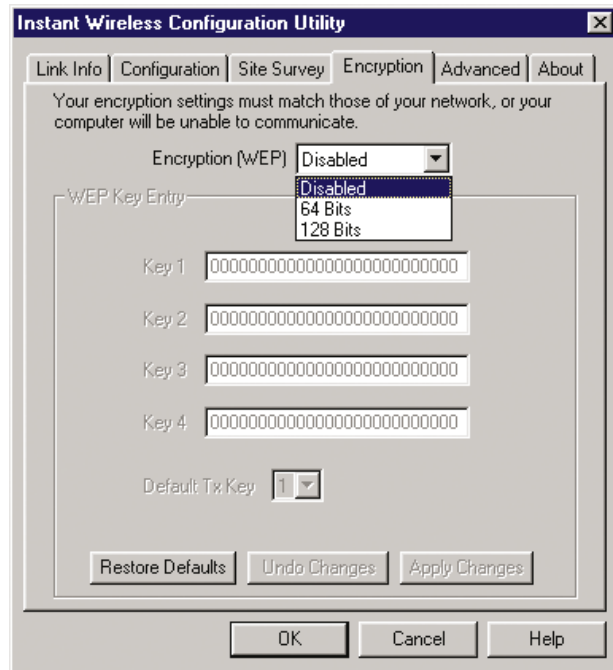 Instant Wireless Configuration Utility
Link Info Configuration Site Survey Encryption Advanced About
Your encryption settings must match those of your network, or your
computer will be unable to communicate.
Encryption (WEP) Disabled
Disabled
64 Bits
128 Bits
WEP Key Entry
Key 1 00000000000000000000000000
Key 2 00000000000000000000000000
Key 3 00000000000000000000000000
Key 4 00000000000000000000000000
Default Tx Key 1
Restore Defaults Undo Changes Apply Changes
OK Cancel Help